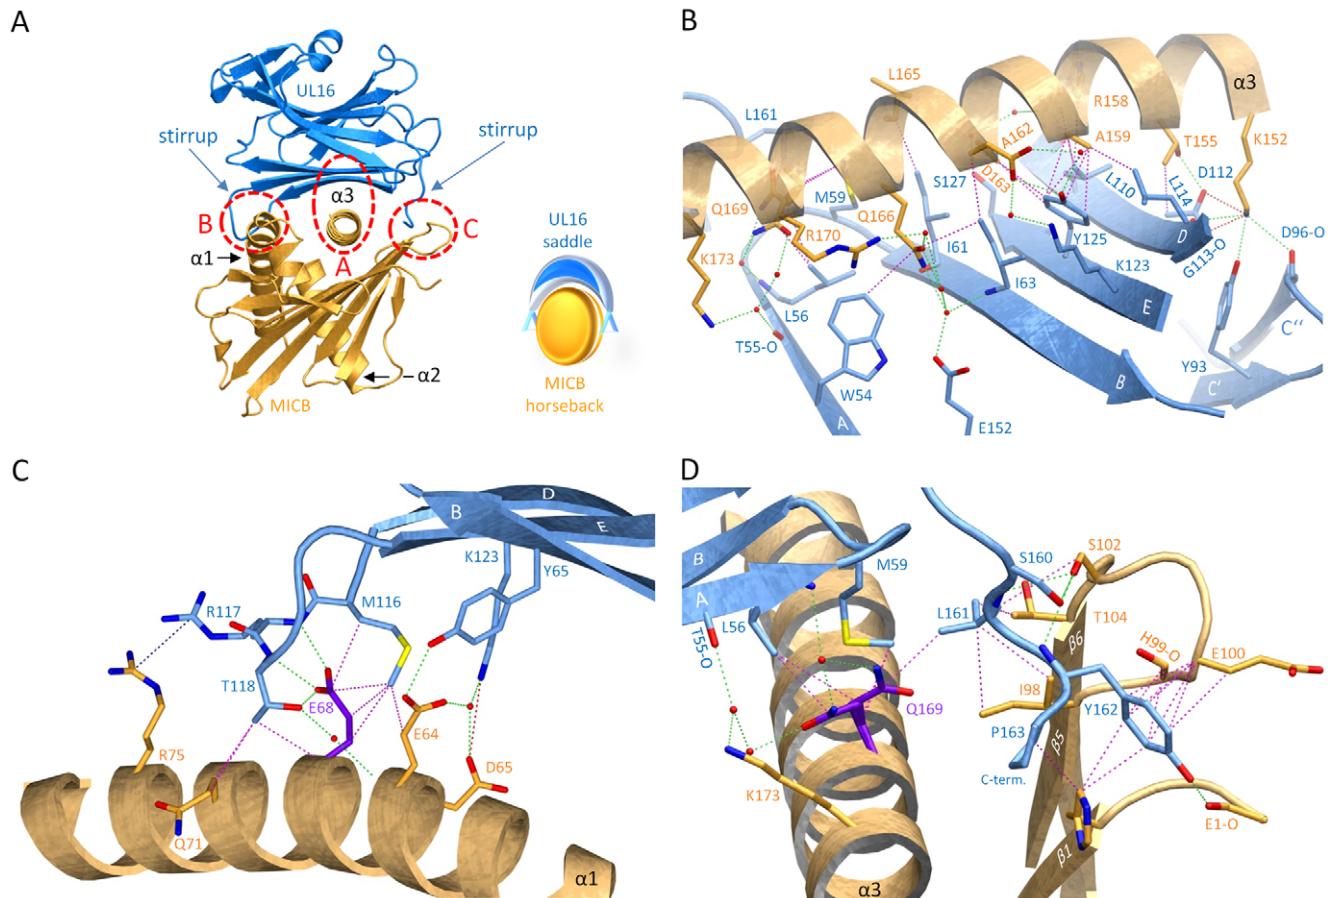 A
UL16
stirrup
stirrup
α3
B
C
A
α1
α2
MICB
UL16
saddle
MICB
horseback
B
L165
L161
R158
α3
A162
A159
T155
K152
D163
L110
L114
D112
Q169
M59
S127
Q166
R170
I61
Y125
D
G113-O
D96-O
K173
K123
I63
L56
E
C‘‘
T55-O
W54
Y93
B
C'
A
E152
C
D
B
E
K123
Y65
R117
M116
T118
E68
E64
R75
D65
Q71
α1
D
B
M59
S160
S102
A
L56
L161
T104
T55-O
β6
H99-O
E100
I98
Q169
P163
Y162
β5
C-term.
K173
E1-O
β1
α3